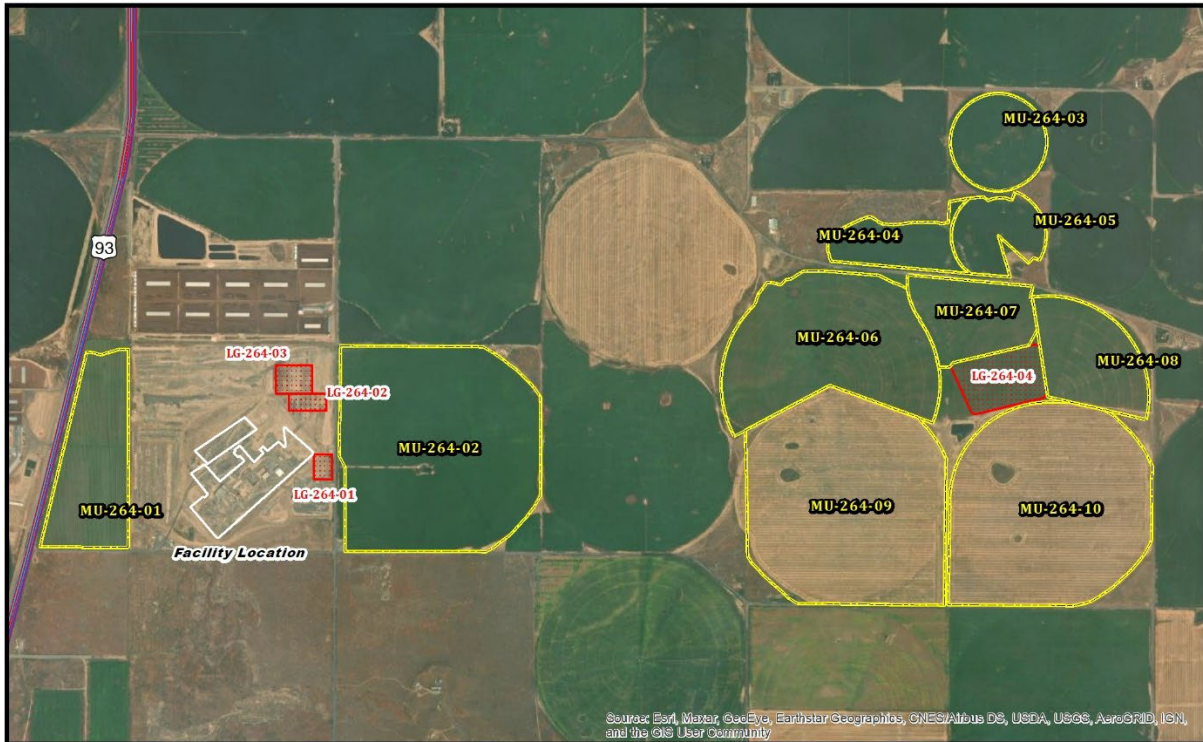 MU-264-03
MU-264-05
MU-264-04
93
MU-264-07
MU-264-06
LG-264-03
MU-264-08
LG-264-04
LG-264-02
MU-264-02
LG-264-01
MU-264-01
MU-264-09
MU-264-10
Facility Location
Source: Esri, Maxar, GeoEye, Earthstar Geographics, CNES/Airbus DS, USDA, USGS, AeroGRID, IGN,
and the GIS User Community